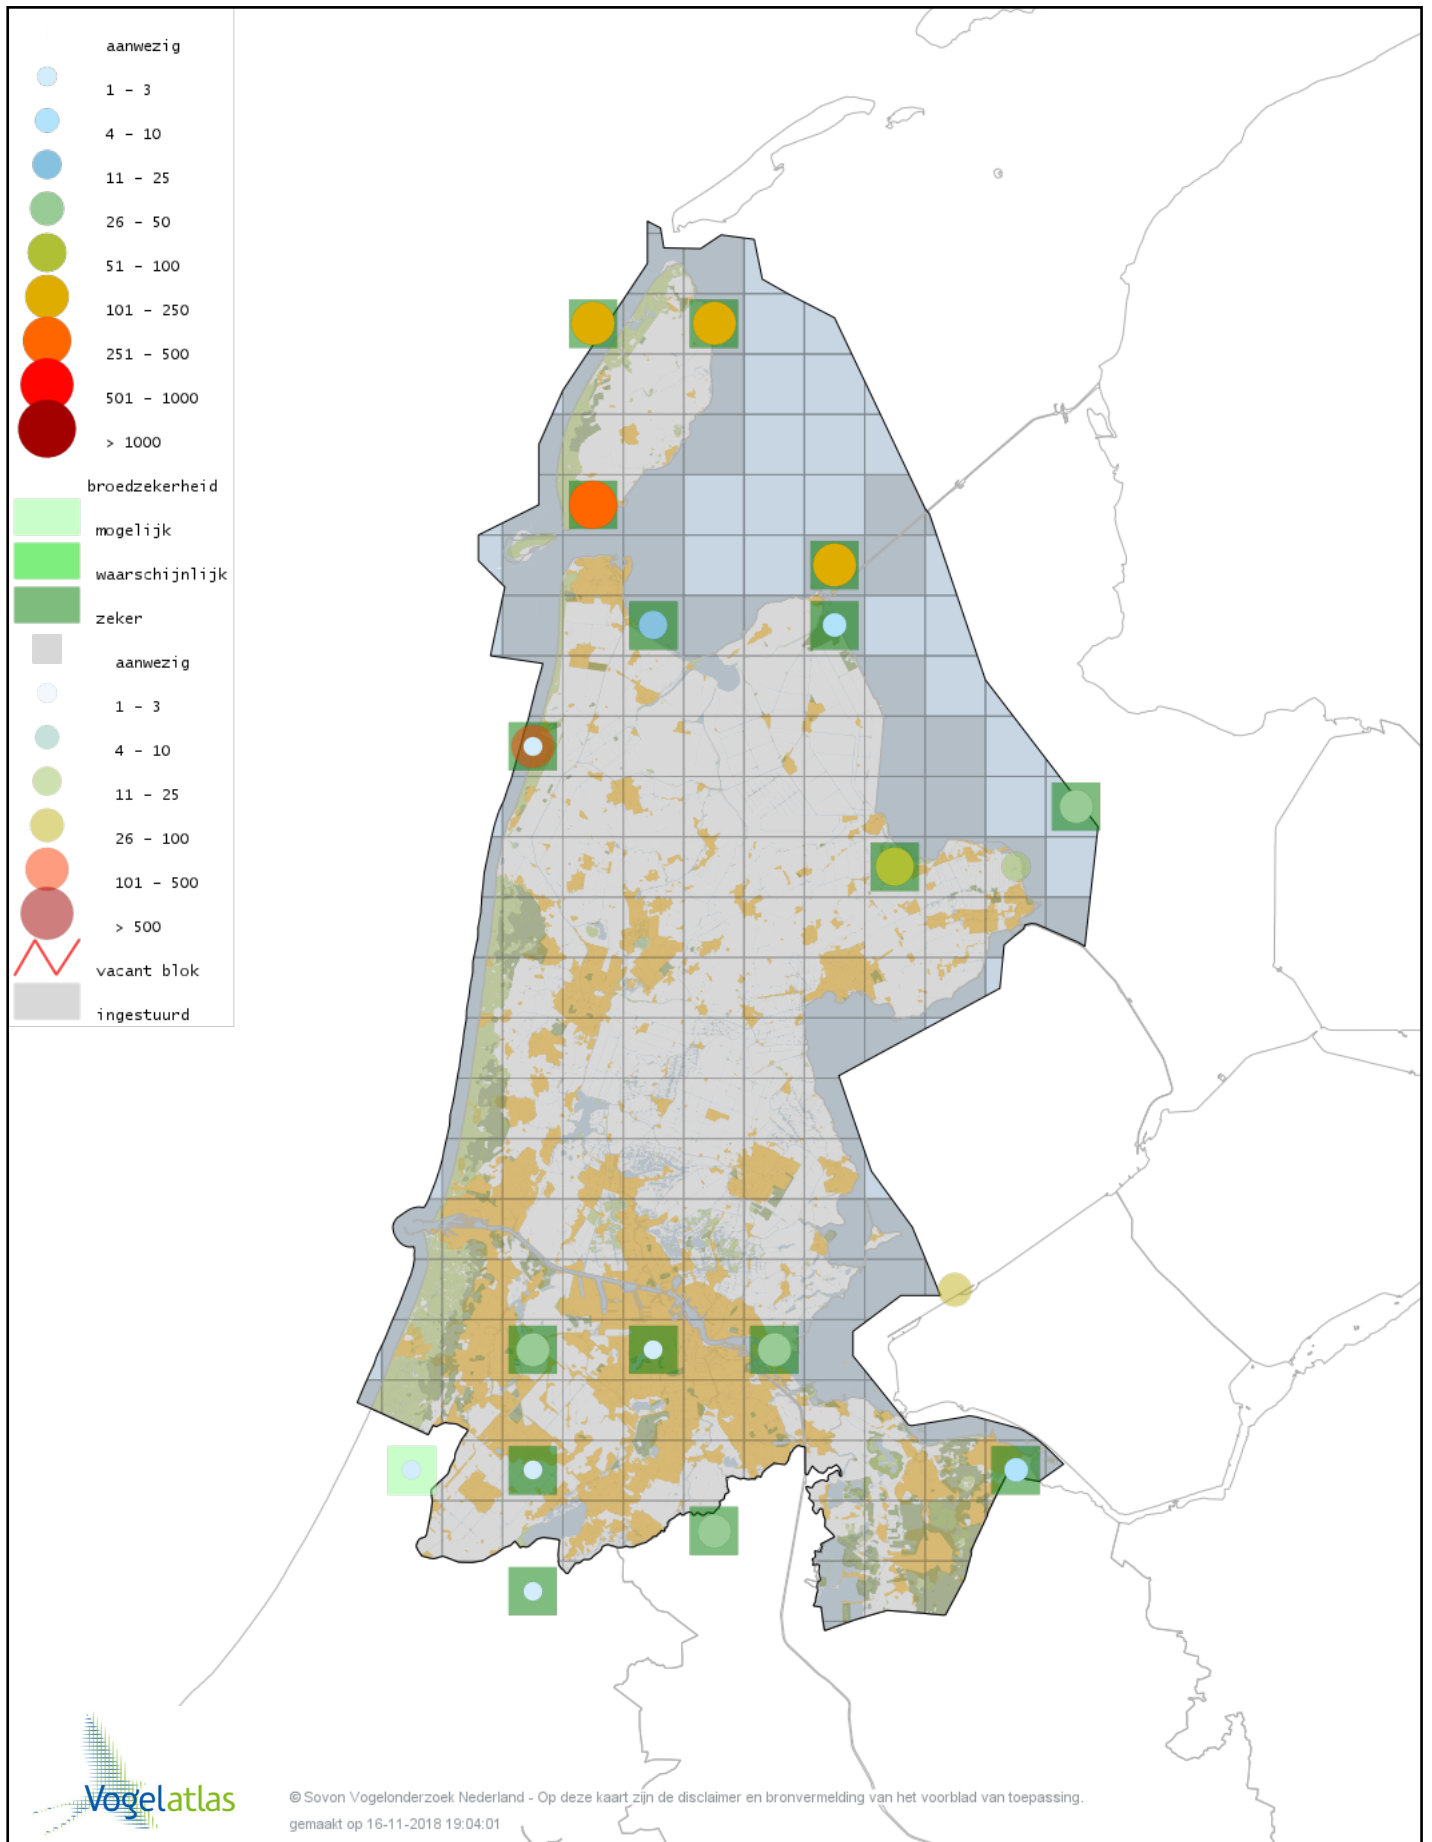 aanwezig
1 - 3
4 - 10
11 - 25
26 - 50
51 - 100
101 - 250
251 - 500
501 - 1000
> 1000
broedzekerheid
mogelijk
waarschijnlijk
zeker
aanwezig
1 - 3
4 - 10
11 - 25
26 - 100
101 - 500
> 500
vacant blok
ingestuurd
Vogelatlas
© Sovon Vogelonderzoek Nederland - Op deze kaart zijn de disclaimer en bronvermelding van het voorblad van toepassing.
gemaakt op 16-11-2018 19:04:01